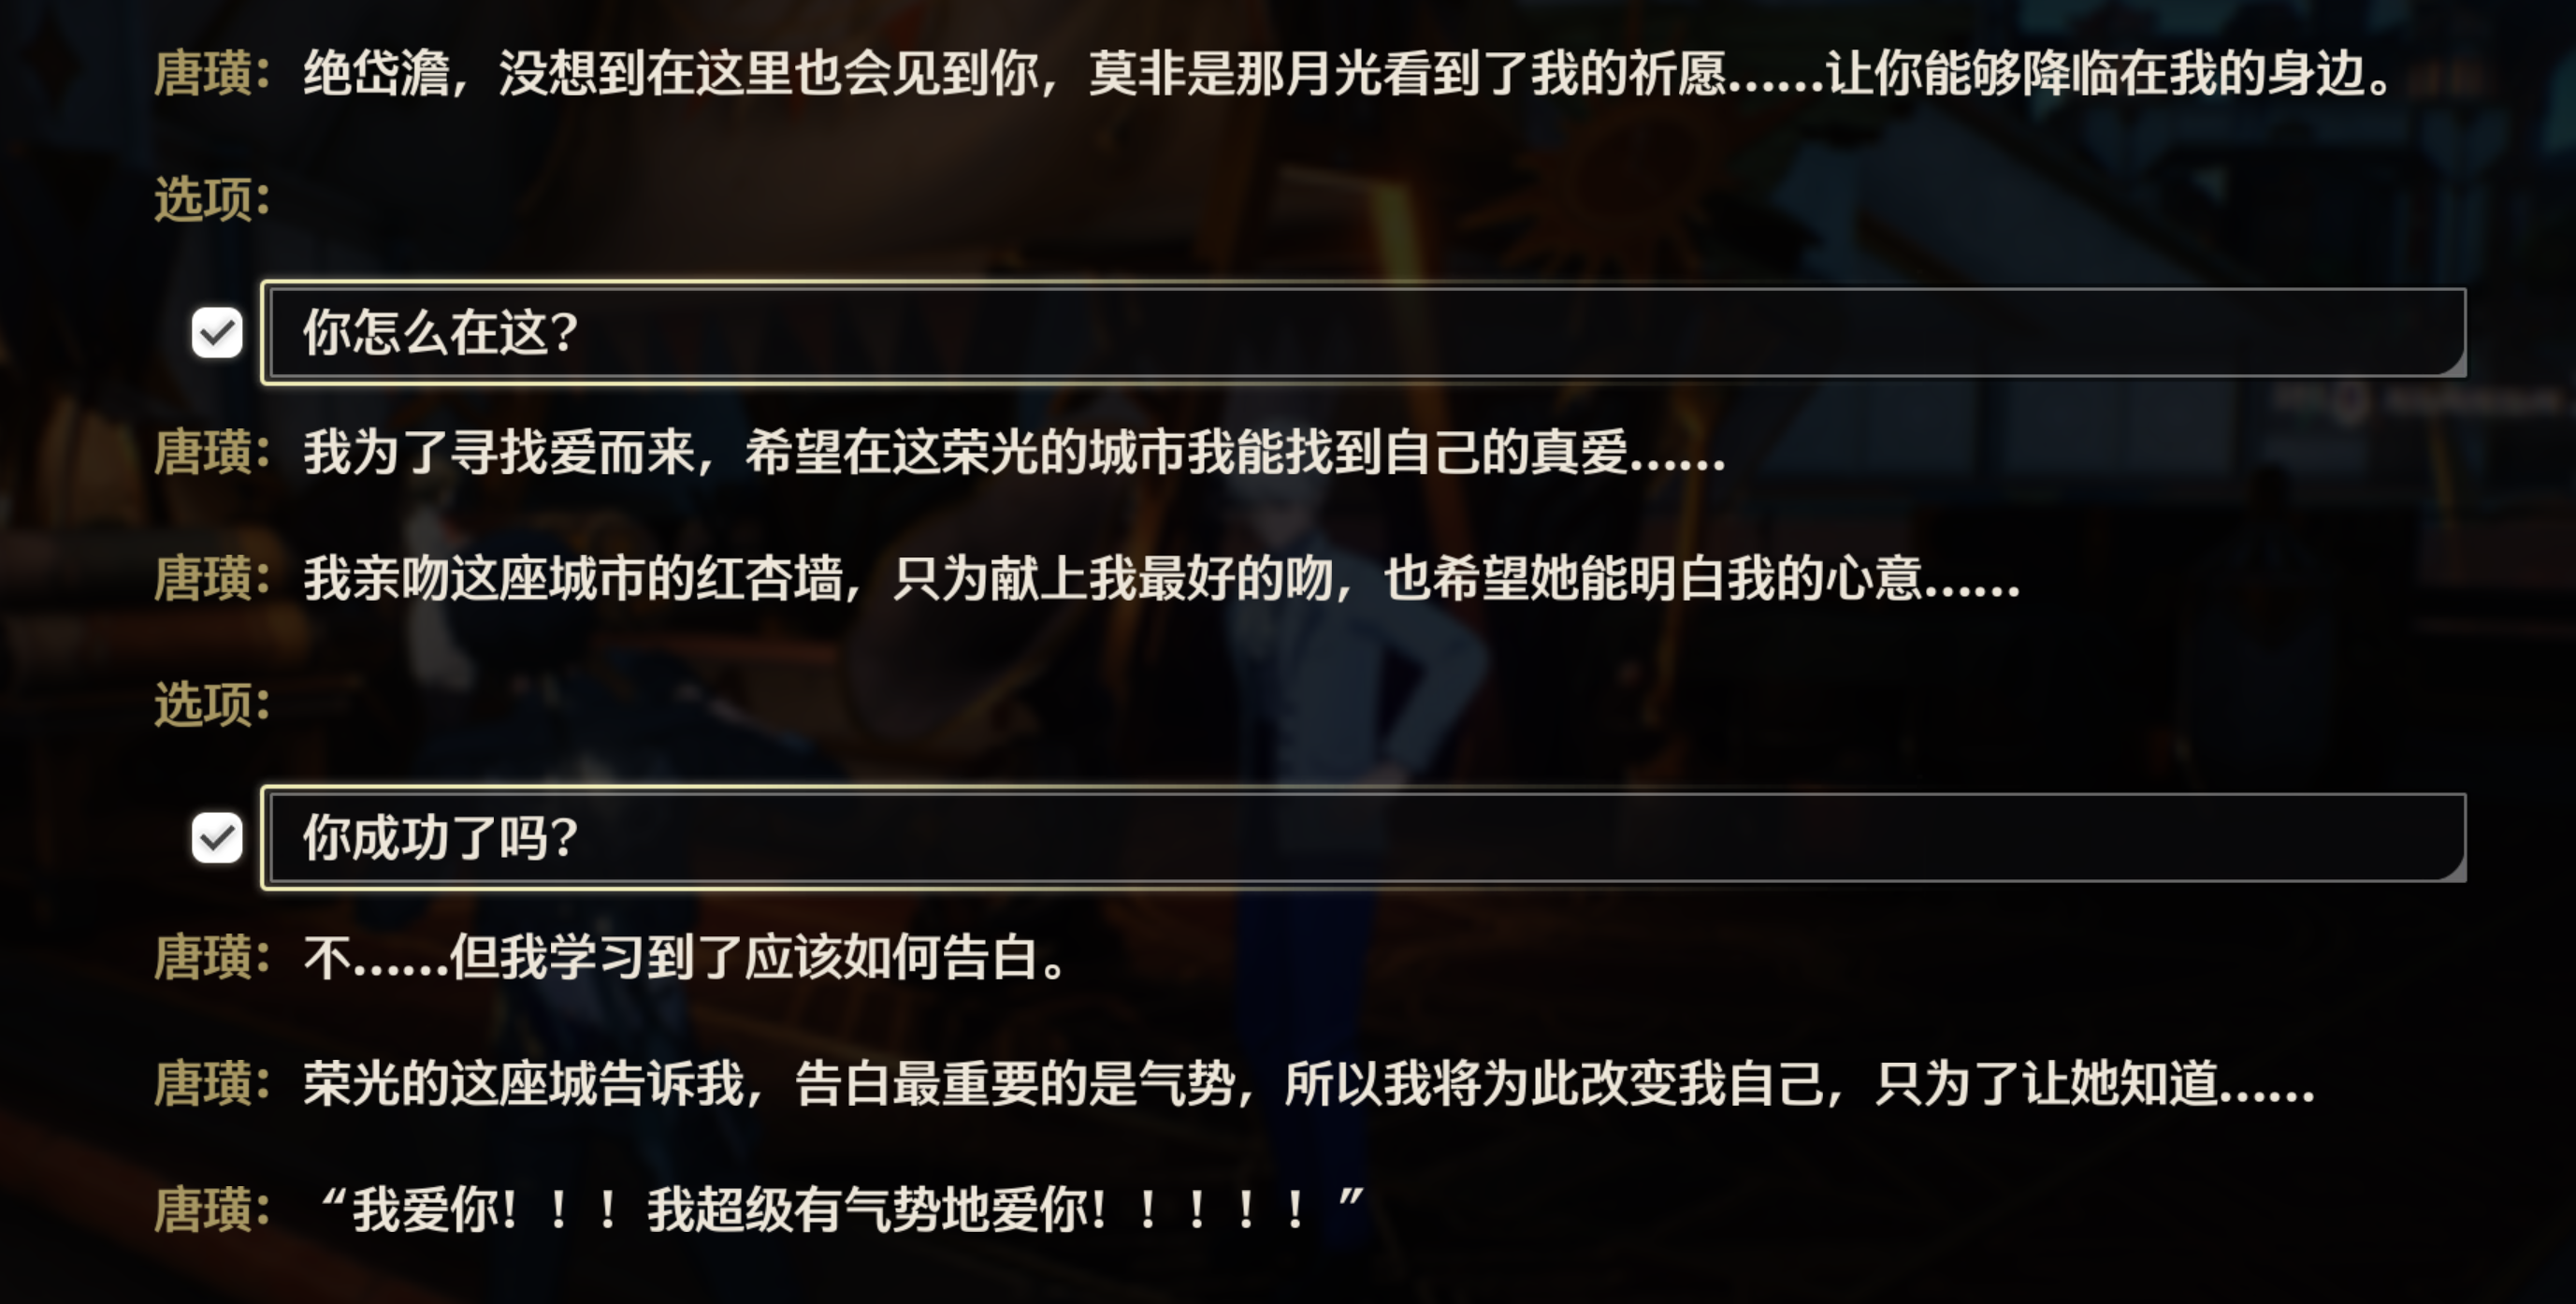 唐璜：绝岱澹，没想到在这里也会见到你，莫非是那月光看到了我的祈愿……让你能够降临在我的身边。
选项：
你怎么在这？
唐璜：我为了寻找爱而来，希望在这荣光的城市我能找到自己的真爱……
唐璜：我亲吻这座城市的红杏墙，只为献上我最好的吻，也希望她能明白我的心意……
选项：
你成功了吗？
唐璜：不……但我学习到了应该如何告白。
唐璜：荣光的这座城告诉我，告白最重要的是气势，所以我将为此改变我自己，只为了让她知道……
唐璜：“我爱你！！！我超级有气势地爱你！！！！！”